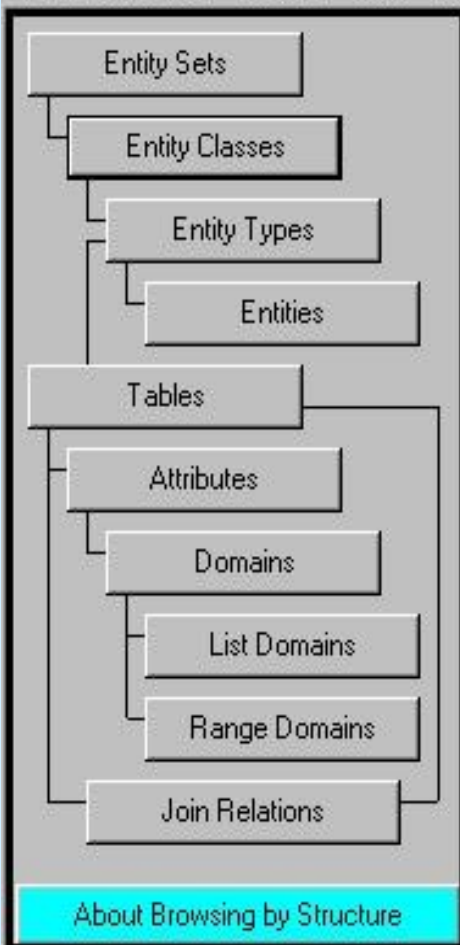 Entity Sets
Entity Classes
Entity Types
Entities
Tables
Attributes
Domains
List Domains
Range Domains
Join Relations
About Browsing by Structure